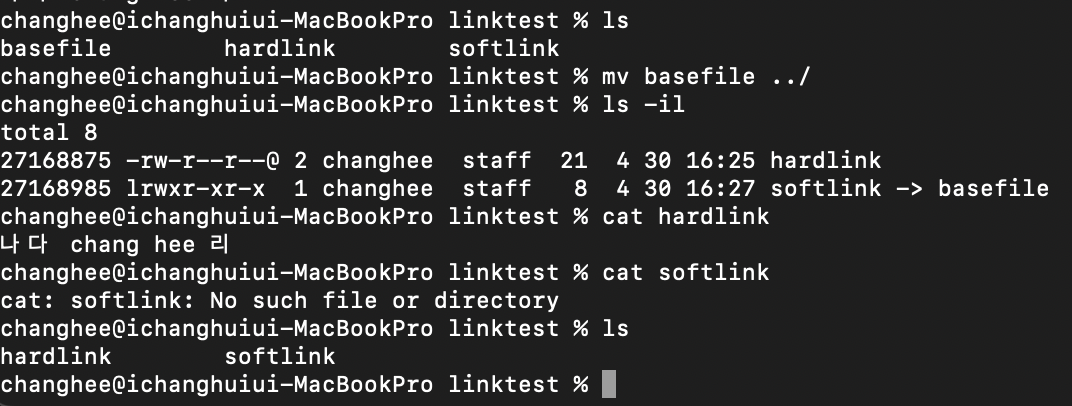 changhee@ichanghuiui-MacBookPro linktest % ls
basefile        hardlink        softlink
changhee@ichanghuiui-MacBookPro linktest % mv basefile ../
changhee@ichanghuiui-MacBookPro linktest % ls -il
total 8
27168875 -rw-r--r--@ 2 changhee  staff  21  4 30 16:25 hardlink
27168985 lrwxr-xr-x  1 changhee  staff   8  4 30 16:27 softlink -> basefile
changhee@ichanghuiui-MacBookPro linktest % cat hardlink
나다 chang hee 리
changhee@ichanghuiui-MacBookPro linktest % cat softlink
cat: softlink: No such file or directory
changhee@ichanghuiui-MacBookPro linktest % ls
hardlink        softlink
changhee@ichanghuiui-MacBookPro linktest %